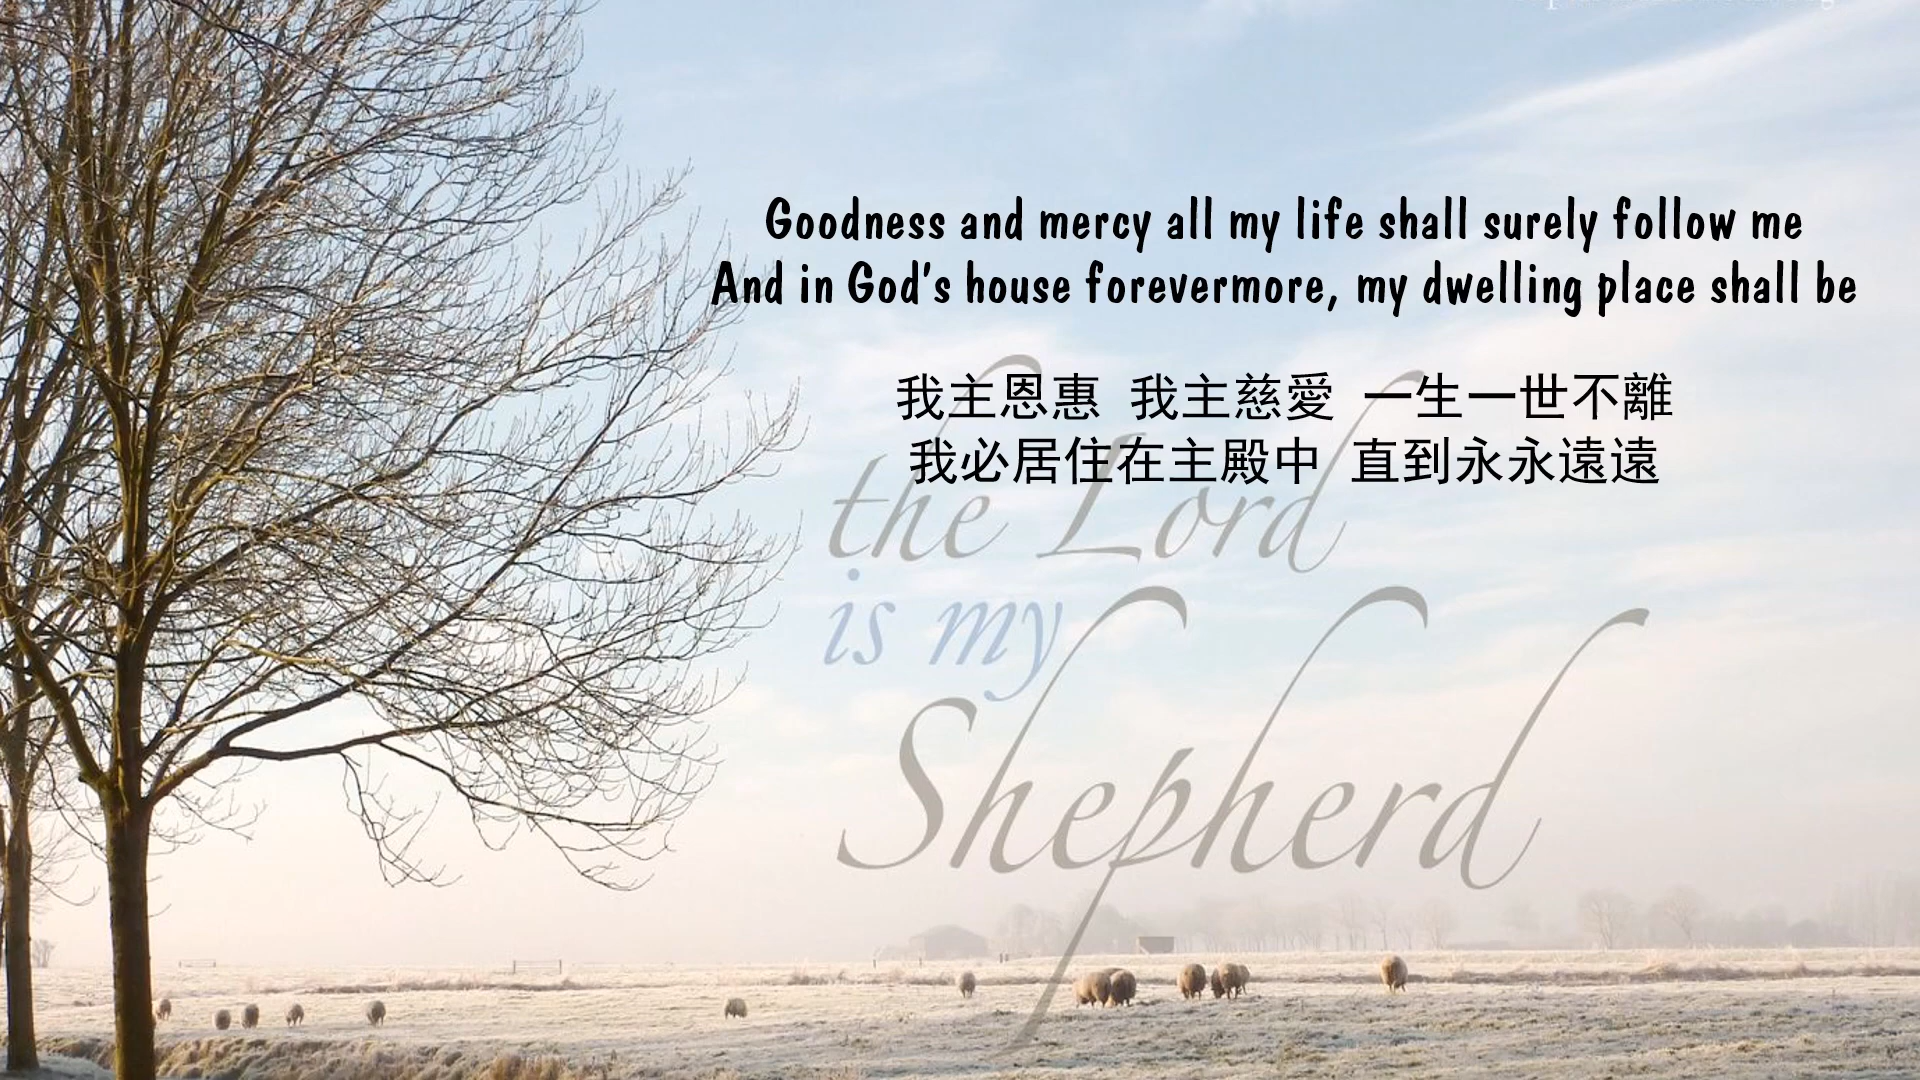 Goodness and mercy all my life shall surely follow me
And in God's house forevermore, my dwelling place shall be
我主恩惠 我主慈愛 一生一世不離
我必居住在主殿中 直到永永遠遠
the Lord
is my
Shepherd